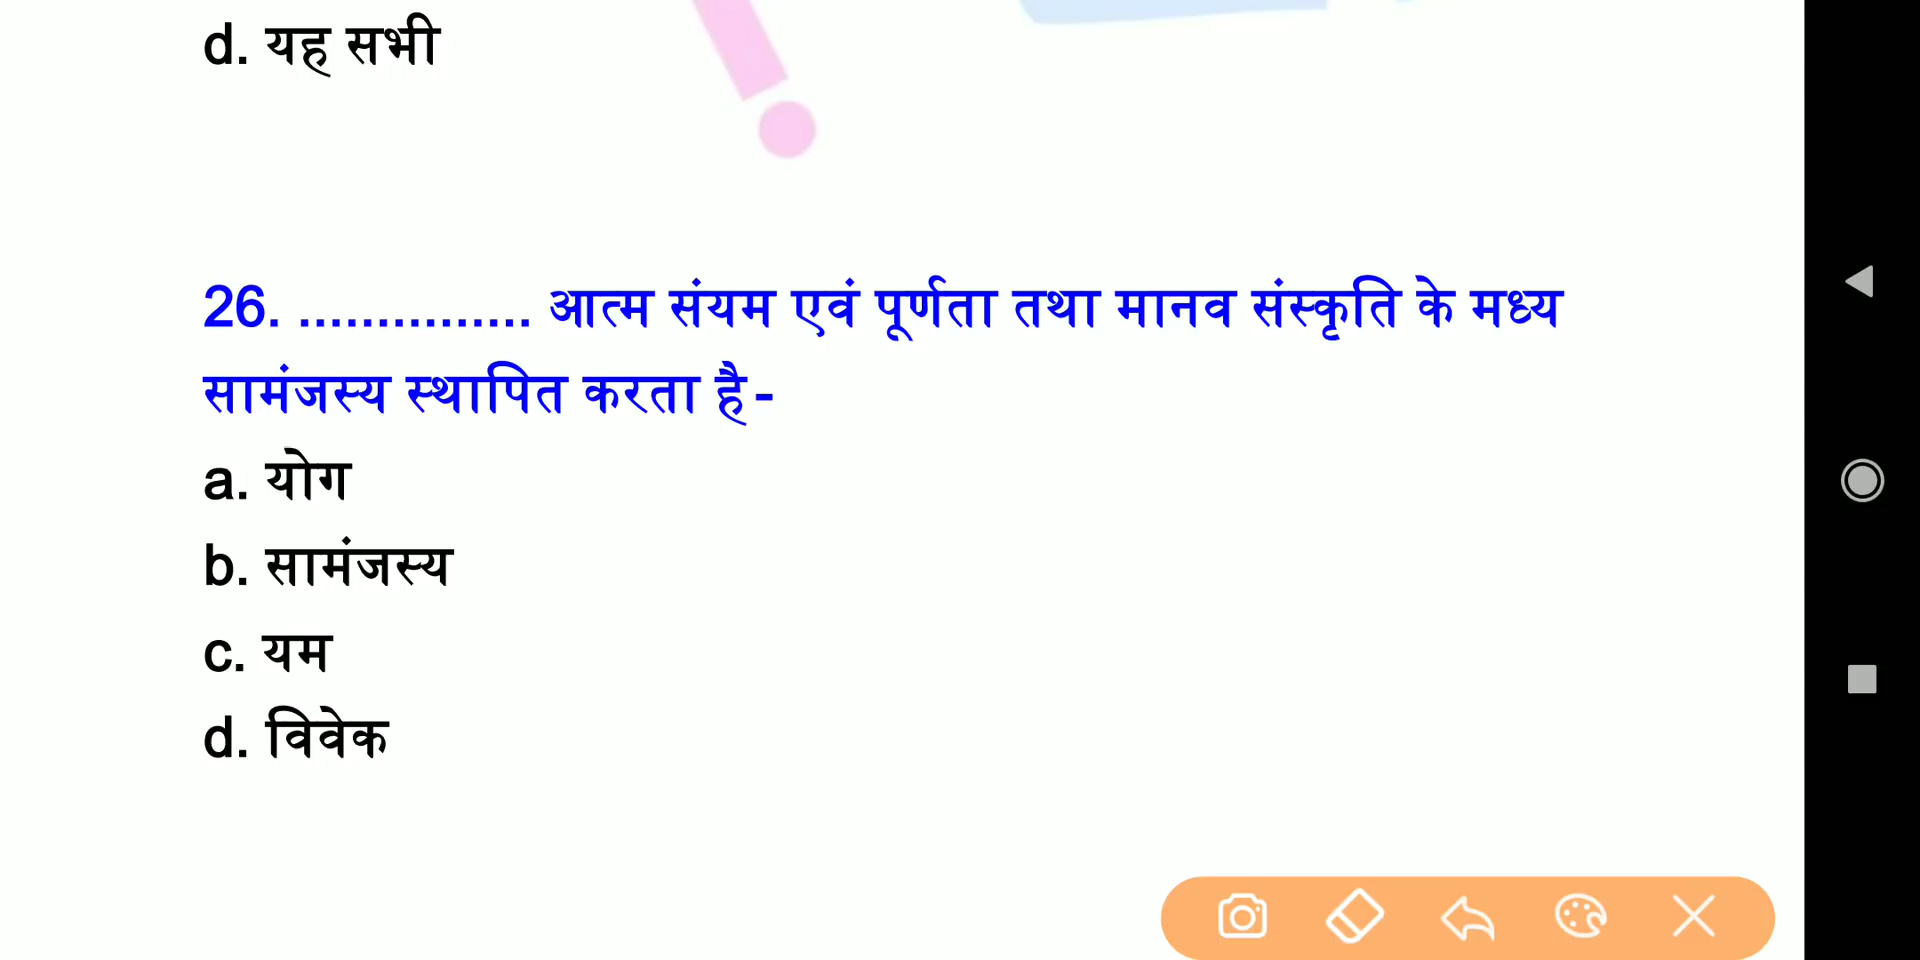 d. यह सभी
26. ............... आत्म संयम एवं पूर्णता तथा मानव संस्कृति के मध्य
सामंजस्य स्थापित करता है-
a. योग
b. सामंजस्य
c. यम
d. विवेक